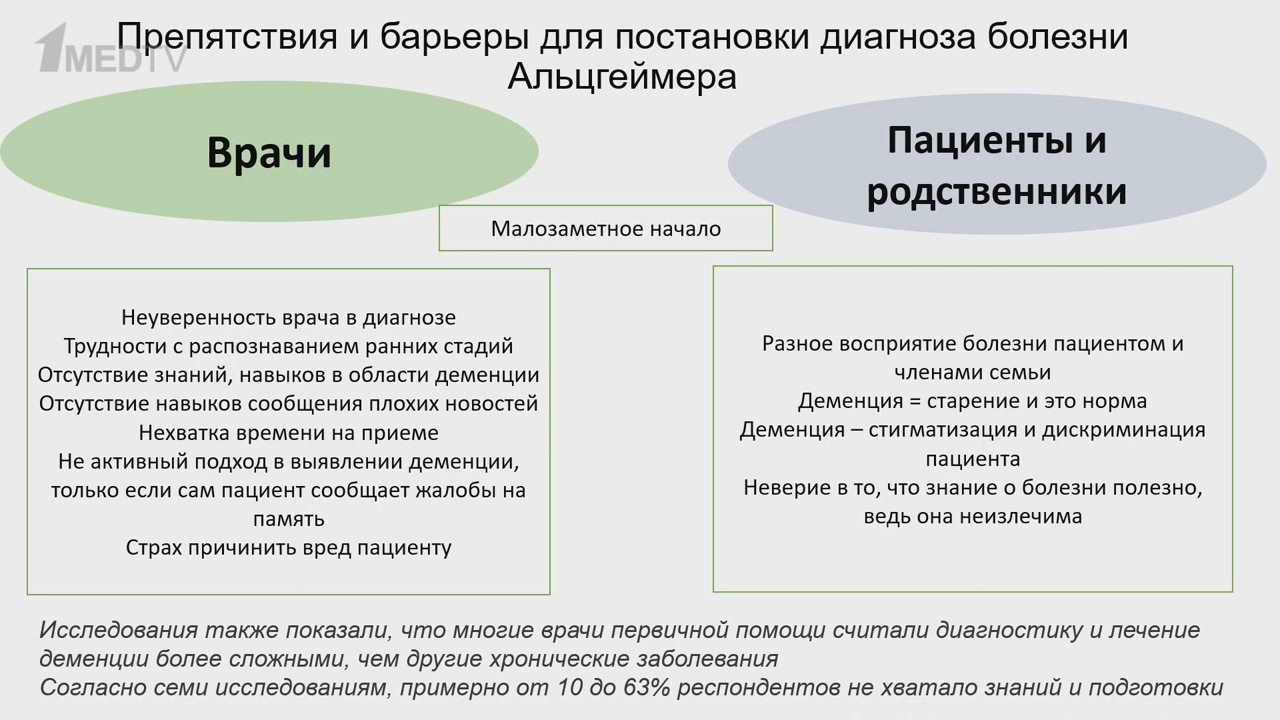 Препятствия и барьеры для постановки диагноза болезни
Альцгеймера
1MEDTV
Врачи
Пациенты и
родственники
Малозаметное начало
Неуверенность врача в диагнозе
Трудности с распознаванием ранних стадий
Отсутствие знаний, навыков в области деменции
Отсутствие навыков сообщения плохих новостей
Нехватка времени на приеме
Не активный подход в выявлении деменции,
только если сам пациент сообщает жалобы на
память
Страх причинить вред пациенту
Разное восприятие болезни пациентом и
членами семьи
Деменция = старение и это норма
Деменция – стигматизация и дискриминация
пациента
Неверие в то, что знание о болезни полезно,
ведь она неизлечима
Исследования также показали, что многие врачи первичной помощи считали диагностику и лечение
деменции более сложными, чем другие хронические заболевания
Согласно семи исследованиям, примерно от 10 до 63% респондентов не хватало знаний и подготовки